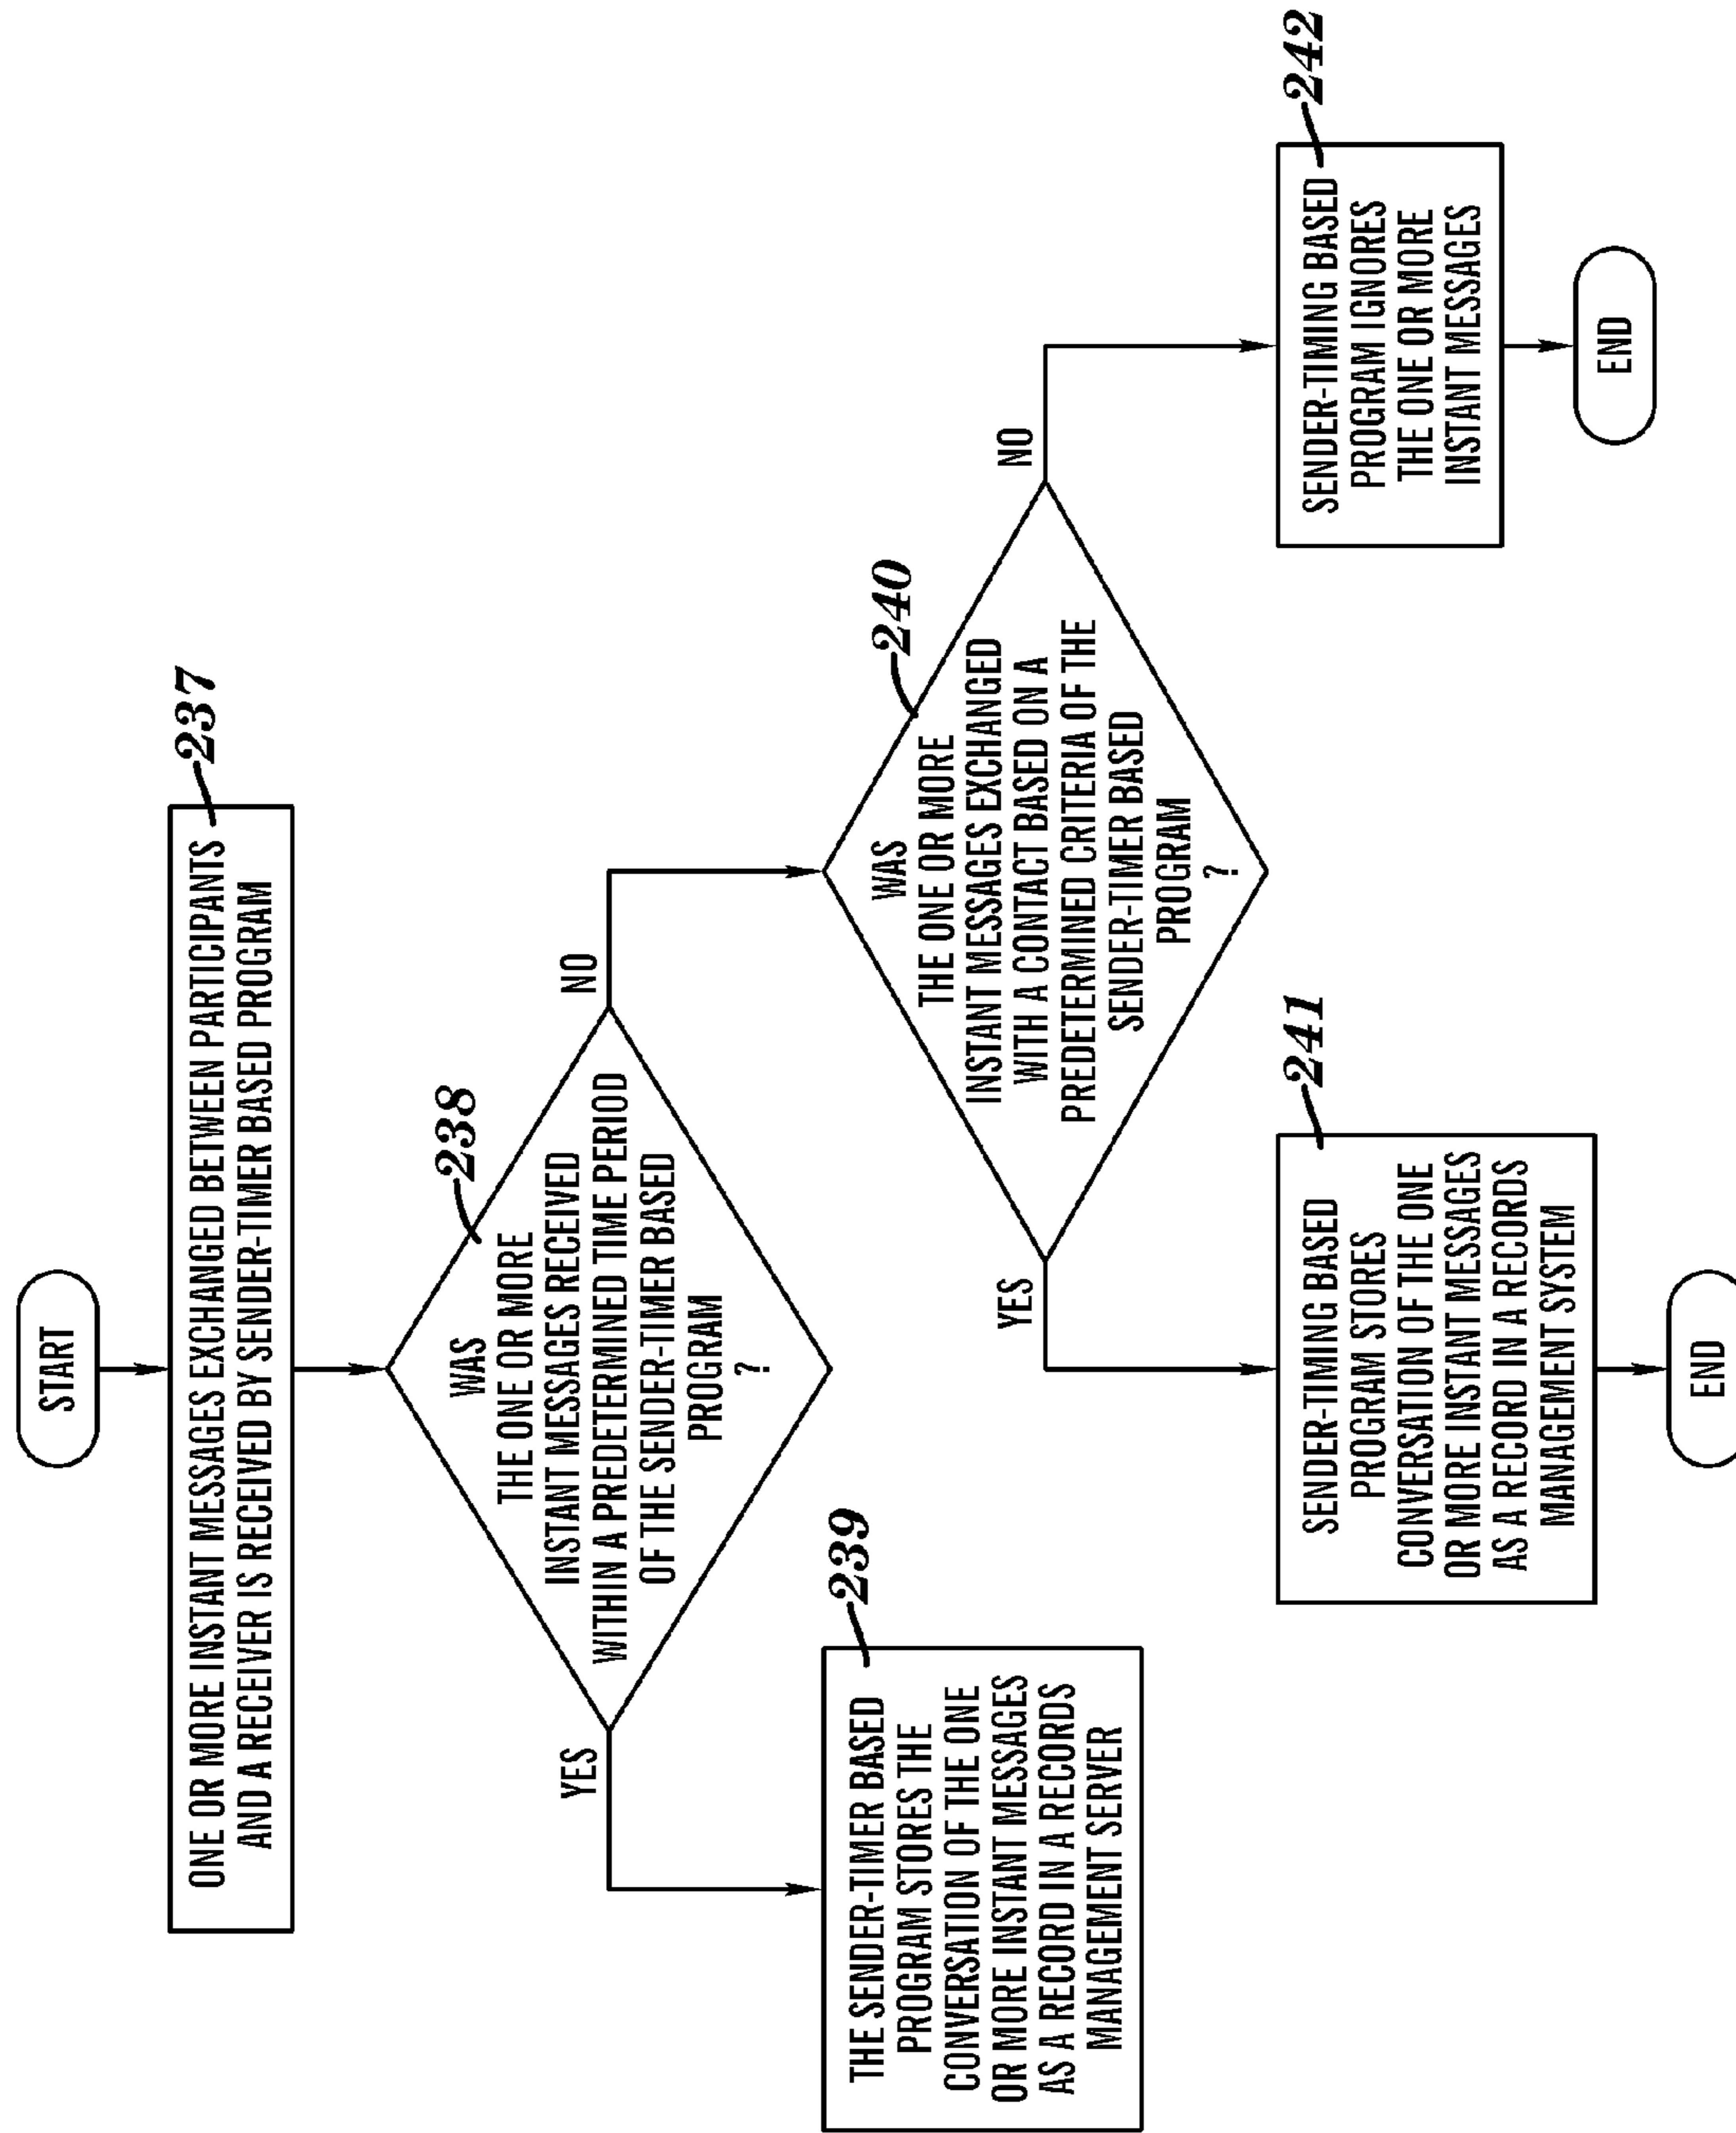 START
237
ONE OR MORE INSTANT MESSAGES EXCHANGED BETWEEN PARTICIPANTS
AND A RECEIVER IS RECEIVED BY SENDER-TIMER BASED PROGRAM
238
WAS
THE ONE OR MORE
INSTANT MESSAGES RECEIVED
WITHIN A PREDETERMINED TIME PERIOD
OF THE SENDER-TIMER BASED
PROGRAM
?
YES
NO
239
THE SENDER-TIMER BASED
PROGRAM STORES THE
CONVERSATION OF THE ONE
OR MORE INSTANT MESSAGES
AS A RECORD IN A RECORDS
MANAGEMENT SERVER
240
WAS
THE ONE OR MORE
INSTANT MESSAGES EXCHANGED
WITH A CONTACT BASED ON A
PREDETERMINED CRITERIA OF THE
SENDER-TIMER BASED
PROGRAM
?
YES
NO
241
SENDER-TIMING BASED
PROGRAM STORES
CONVERSATION OF THE ONE
OR MORE INSTANT MESSAGES
AS A RECORD IN A RECORDS
MANAGEMENT SYSTEM
END
242
SENDER-TIMING BASED
PROGRAM IGNORES
THE ONE OR MORE
INSTANT MESSAGES
END